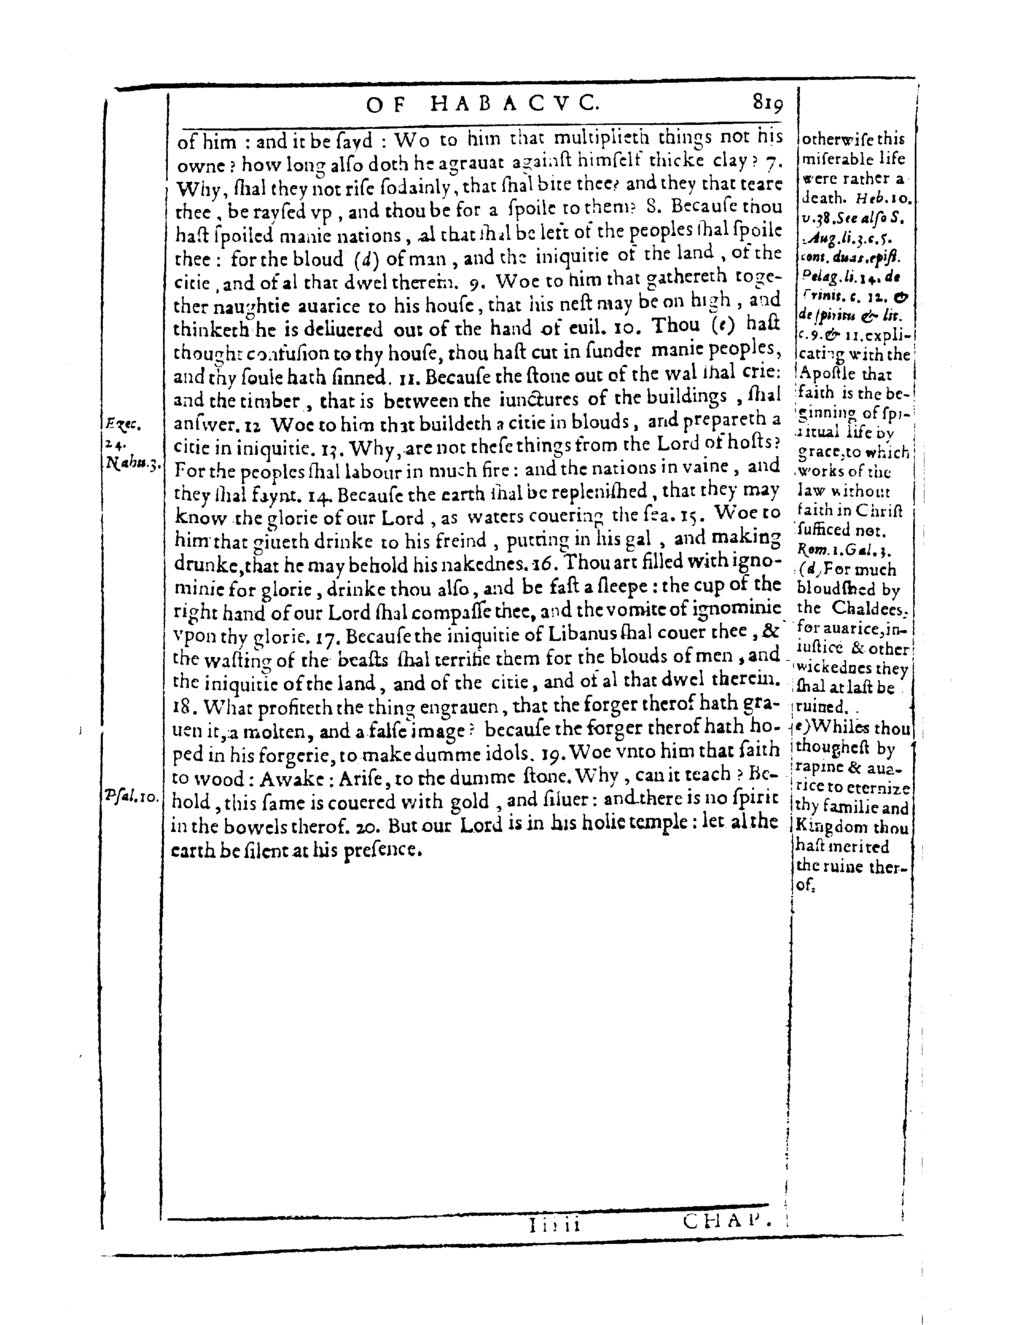 OF HABACVC. 819
of him : and it be ſayd : Wo to him that multiplieth things not his
owne ? how long alſo doth he agrauat againſt himſelf thicke clay ? 7.
Why, ſhal they not riſe ſodainly, that ſhal bite thee? and they that teare
thee , be rayſed vp , and thou be for a ſpoile to them? 8. Becauſe thou
haſt ſpoiled manie nations , al that ſhal be left of the peoples ſhal ſpoile
thee : for the bloud (d) of man , and the iniquitie of the land , of the
citie , and of al that dwel therein. 9. Woe to him that gathereth toge-
ther naughtie auarice to his houſe, that his neſt may be on high , and
thinketh he is deliuered out of the hand of euil. 10. Thou (e) haſt
thought confuſion to thy houſe, thou haſt cut in ſunder manie peoples,
and thy ſoule hath ſinned. 11. Becauſe the ſtone out of the wal ſhal crie:
and the timber , that is betweен the iunctures of the buildings , ſhal
anſwer. 12 Woe to him that buildeth a citie in blouds, and prepareth a
citie in iniquitie. 13. Why, are not theſe things from the Lord of hoſts?
For the peoples ſhal labour in much fire : and the nations in vaine , and
they ſhal faynt. 14. Becauſe the earth ſhal be repleniſhed , that they may
know the glorie of our Lord , as waters couering the ſea. 15. Woe to
him that giueth drinke to his freind , putting in his gal , and making
drunke,that he may behold his nakednes. 16. Thou art filled with igno-
minie for glorie , drinke thou alſo, and be faſt a ſleepe : the cup of the
right hand of our Lord ſhal compaſſe thee, and the vomite of ignominie
vpon thy glorie. 17. Becauſe the iniquitie of Libanus ſhal couer thee , &
the waſting of the beaſts ſhal terrifie them for the blouds of men , and
the iniquitie of the land, and of the citie, and of al that dwel therein.
18. What profiteth the thing engrauen , that the forger therof hath gra-
uen it, a molten, and a falſe image ? becauſe the forger therof hath ho-
ped in his forgerie, to make dumme idols. 19. Woe vnto him that ſaith
to wood : Awake : Ariſe, to the dumme ſtone. Why , can it teach ? Be-
hold , this ſame is couered with gold , and ſiluer : and there is no ſpirit
in the bowels therof. 20. But our Lord is in his holie temple : let al the
earth be ſilent at his preſence.
Ezec.
24.
Nahu.3.
Pſal.10.
otherwiſe this
miſerable life
were rather a
death. Heb.10.
v.38.See alſo S.
Aug.li.3.c.5.
cont. duas.epiſt.
Pelag.li.14. de
Trinit. c. 12. &
de ſpiritu & lit.
c.9.& 11.expli-
cating with the
Apoſtle that
faith is the be-
ginning of ſpi-
ritual life by
grace,to which
works of the
law without
faith in Chriſt
ſufficed not.
Rom.1.Gal.3.
(d) For much
bloudſhed by
the Chaldees,
for auarice,in-
iuſtice & other
wickednes they
ſhal at laſt be
ruined.
(e) Whiles thou
thougheſt by
rapine & aua-
rice to eternize
thy familie and
Kingdom thou
haſt merited
the ruine ther-
of.
Iiiii CHAP.